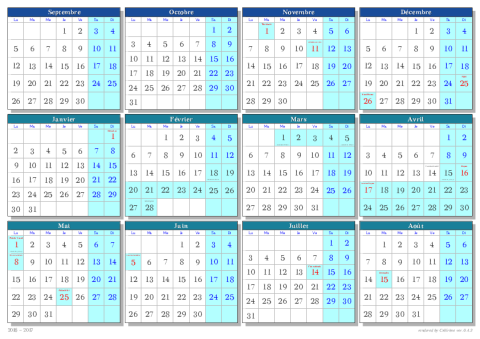 Septembre
Lu Ma Me Je Ve Sa Di
1 2 3 4
5 6 7 8 9 10 11
12 13 14 15 16 17 18
19 20 21 22 23 24 25
26 27 28 29 30
Octobre
Lu Ma Me Je Ve Sa Di
1 2
3 4 5 6 7 8 9
10 11 12 13 14 15 16
17 18 19 20 21 22 23
24 25 26 27 28 29 30
31
Novembre
Lu Ma Me Je Ve Sa Di
1 2 3 4 5 6
7 8 9 10 11 12 13
14 15 16 17 18 19 20
21 22 23 24 25 26 27
28 29 30
Décembre
Lu Ma Me Je Ve Sa Di
1 2 3 4
5 6 7 8 9 10 11
12 13 14 15 16 17 18
19 20 21 22 23 24 25
26 27 28 29 30 31
Janvier
Lu Ma Me Je Ve Sa Di
1
2 3 4 5 6 7 8
9 10 11 12 13 14 15
16 17 18 19 20 21 22
23 24 25 26 27 28 29
30 31
Février
Lu Ma Me Je Ve Sa Di
1 2 3 4 5
6 7 8 9 10 11 12
13 14 15 16 17 18 19
20 21 22 23 24 25 26
27 28
Mars
Lu Ma Me Je Ve Sa Di
1 2 3 4 5
6 7 8 9 10 11 12
13 14 15 16 17 18 19
20 21 22 23 24 25 26
27 28 29 30 31
Avril
Lu Ma Me Je Ve Sa Di
1 2
3 4 5 6 7 8 9
10 11 12 13 14 15 16
17 18 19 20 21 22 23
24 25 26 27 28 29 30
Mai
Lu Ma Me Je Ve Sa Di
1 2 3 4 5 6 7
8 9 10 11 12 13 14
15 16 17 18 19 20 21
22 23 24 25 26 27 28
29 30 31
Juin
Lu Ma Me Je Ve Sa Di
1 2 3 4
5 6 7 8 9 10 11
12 13 14 15 16 17 18
19 20 21 22 23 24 25
26 27 28 29 30
Juillet
Lu Ma Me Je Ve Sa Di
1 2
3 4 5 6 7 8 9
10 11 12 13 14 15 16
17 18 19 20 21 22 23
24 25 26 27 28 29 30
31
Août
Lu Ma Me Je Ve Sa Di
1 2 3 4 5 6
7 8 9 10 11 12 13
14 15 16 17 18 19 20
21 22 23 24 25 26 27
28 29 30 31
2016 - 2017